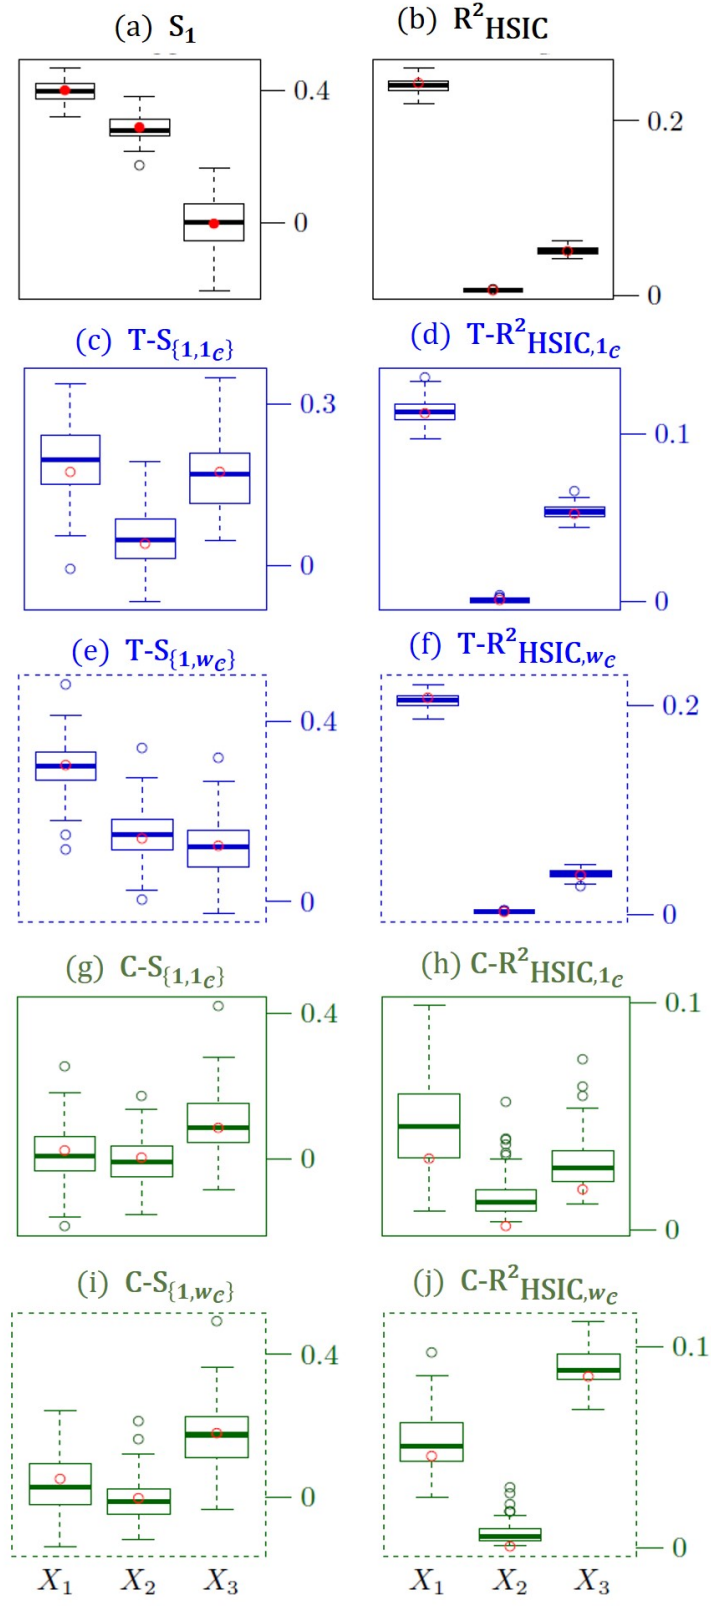 (a) S₁
(b) R²HSIC
0.4
0
0.2
0
(c) T-S{1,1𝒸}
(d) T-R²HSIC,1𝒸
0.3
0
0.1
0
(e) T-S{1,w𝒸}
(f) T-R²HSIC,w𝒸
0.4
0
0.2
0
(g) C-S{1,1𝒸}
(h) C-R²HSIC,1𝒸
0.4
0
0.1
0
(i) C-S{1,w𝒸}
(j) C-R²HSIC,w𝒸
0.4
0
0.1
0
X₁ X₂ X₃
X₁ X₂ X₃